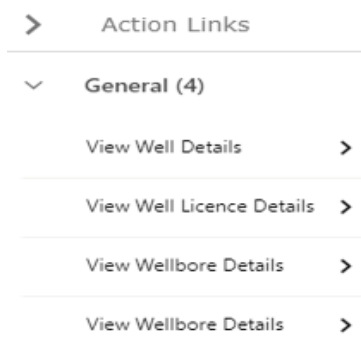 Action Links
General (4)
View Well Details
View Well Licence Details
View Wellbore Details
View Wellbore Details